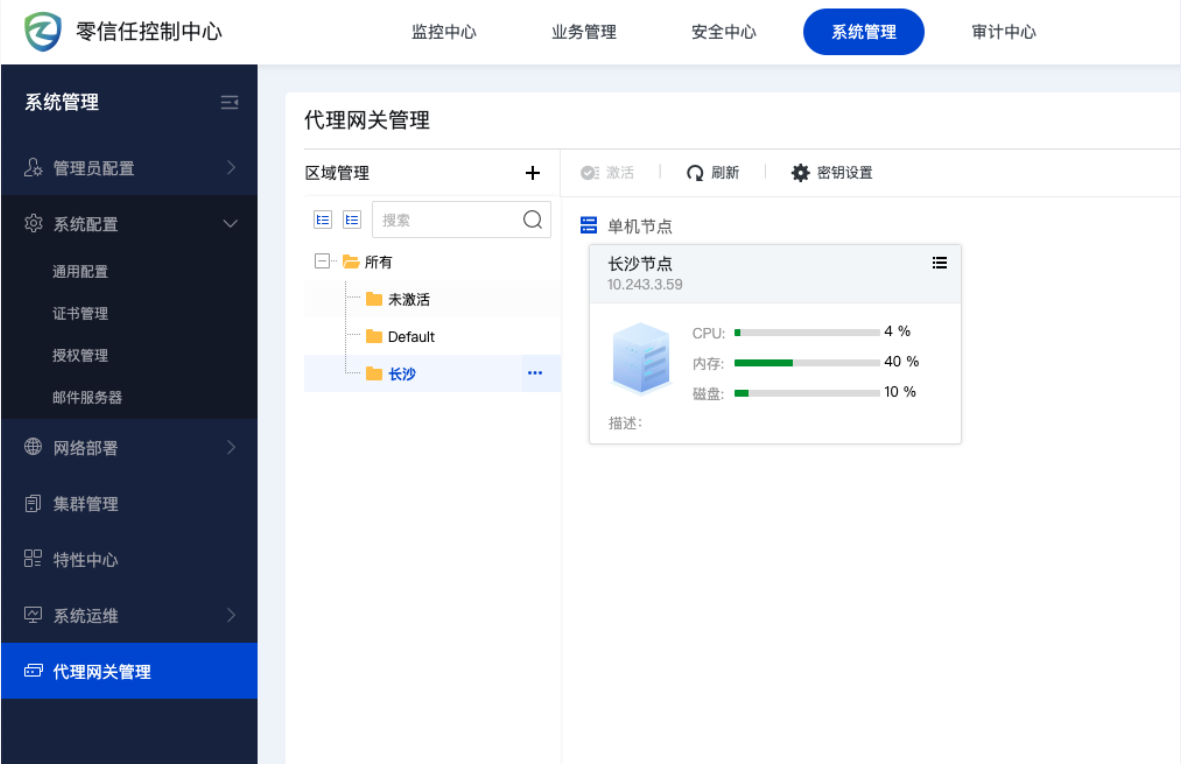 零信任控制中心
监控中心
业务管理
安全中心
系统管理
审计中心
系统管理
管理员配置
系统配置
通用配置
证书管理
授权管理
邮件服务器
网络部署
集群管理
特性中心
系统运维
代理网关管理
代理网关管理
区域管理
搜索
所有
未激活
Default
长沙
激活
刷新
密钥设置
单机节点
长沙节点
10.243.3.59
CPU: 4 %
内存: 40 %
磁盘: 10 %
描述: